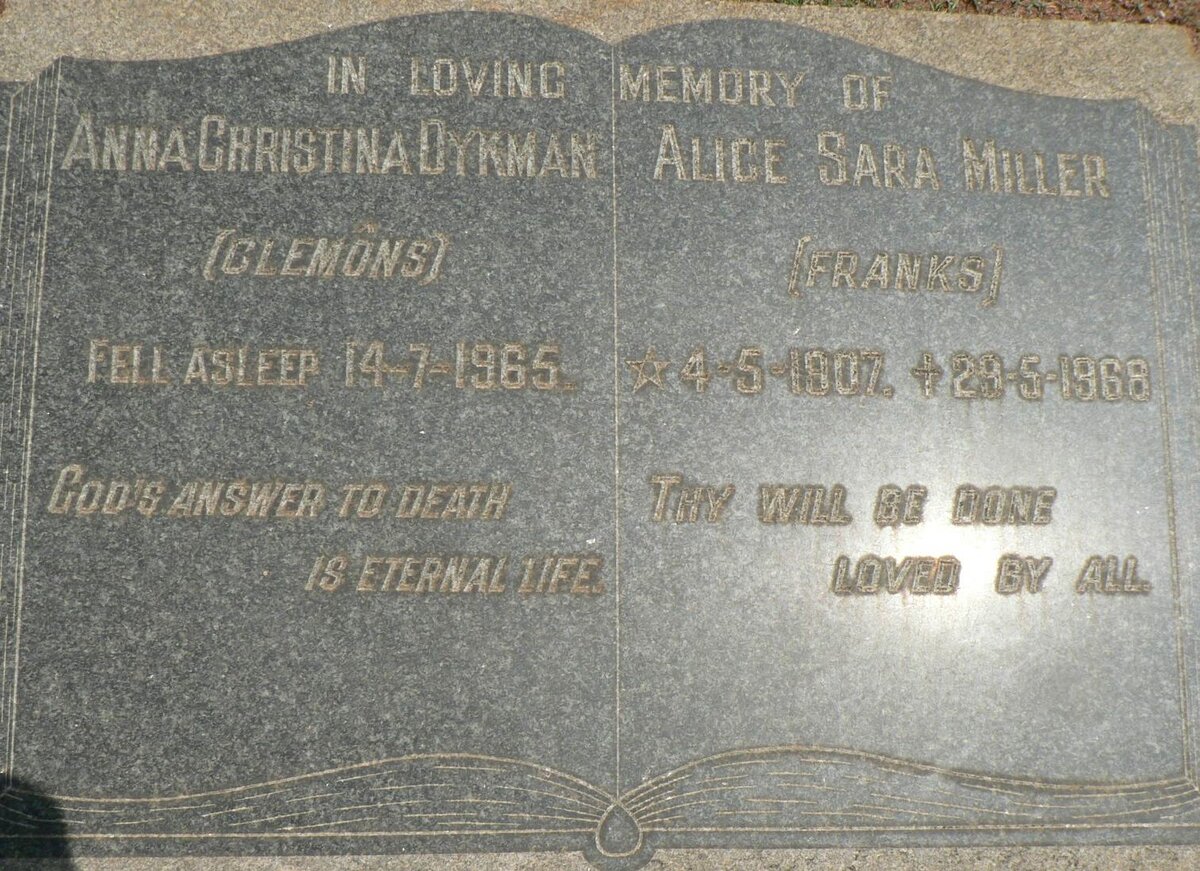 IN LOVING MEMORY OF
ANNA CHRISTINA DYKMAN
(CLEMÖNS)
FELL ASLEEP 14-7-1965.
GOD'S ANSWER TO DEATH
IS ETERNAL LIFE.
ALICE SARA MILLER
(FRANKS)
☆ 4-5-1907. ✝ 29-5-1968
THY WILL BE DONE
LOVED BY ALL.